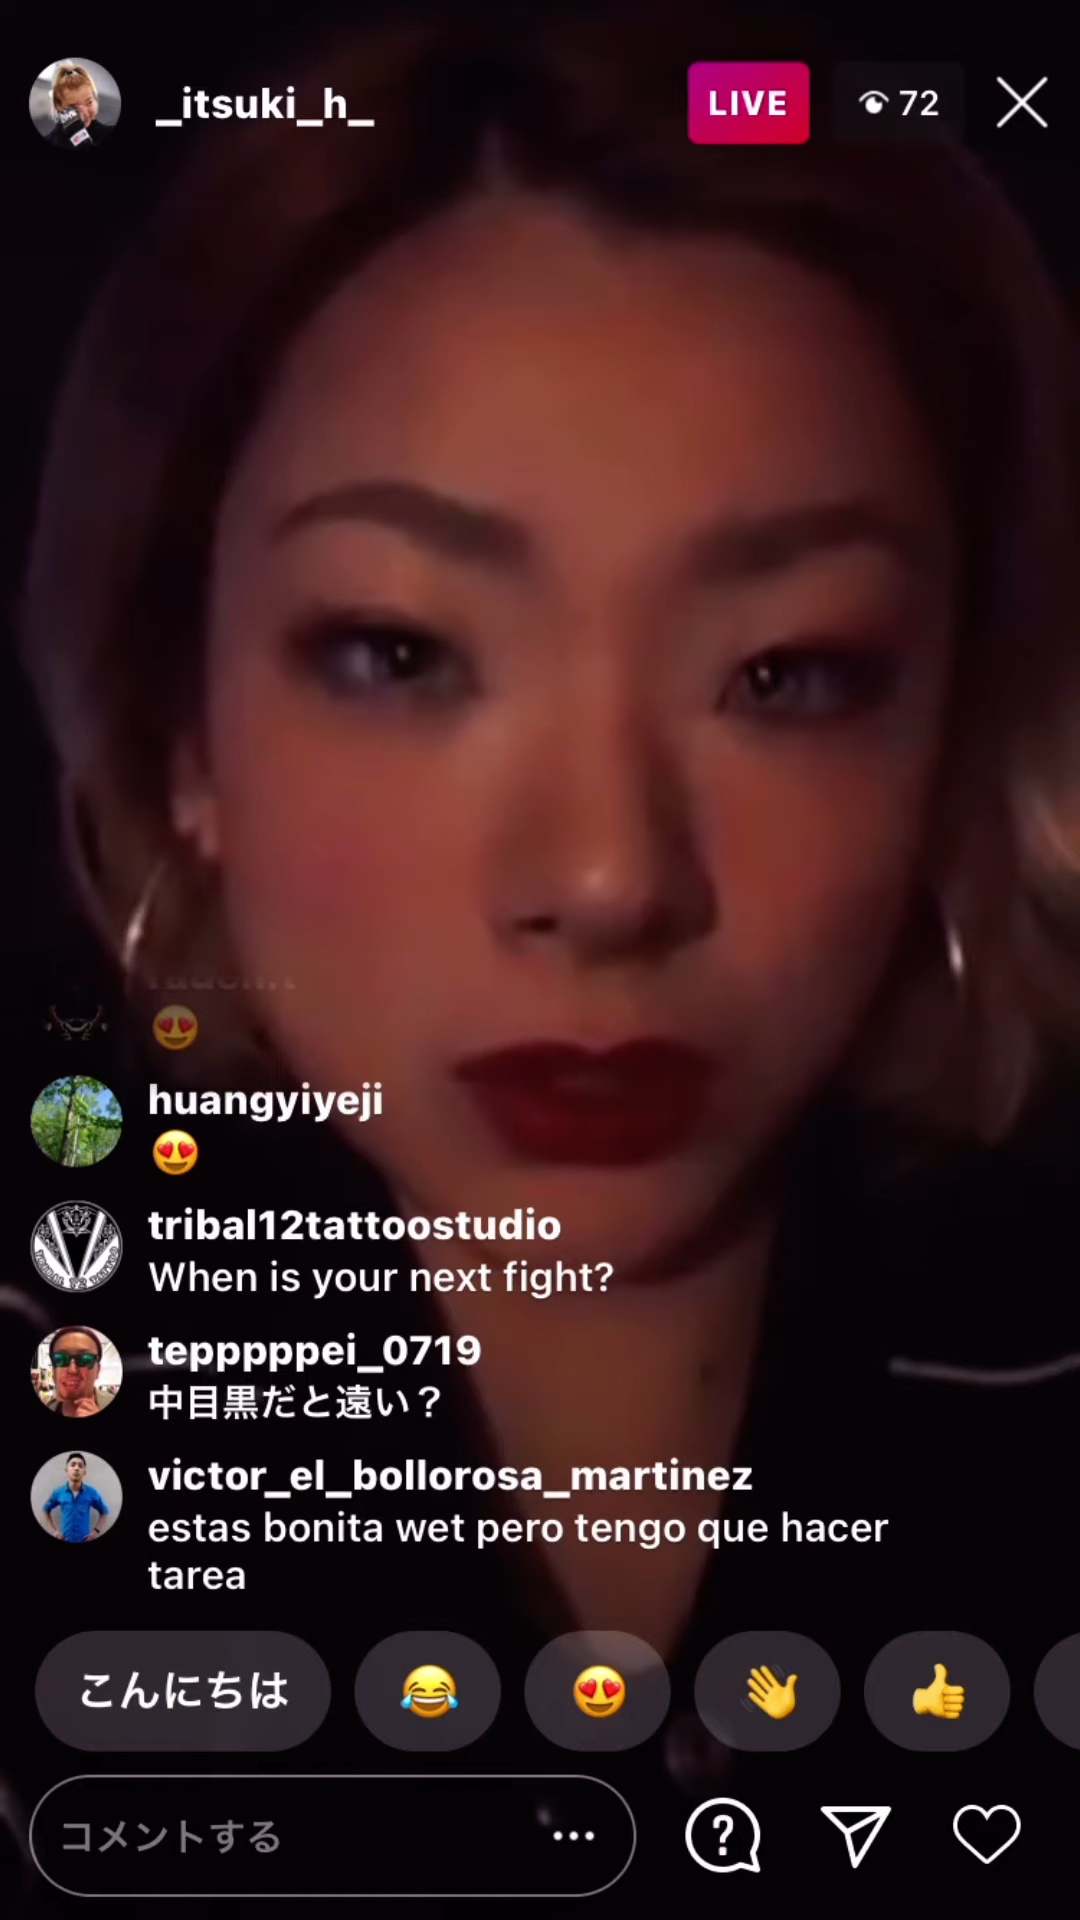 _itsuki_h_
LIVE
72
huangyiyeji
😍
tribal12tattoostudio
When is your next fight?
teppppppei_0719
中目黒だと遠い？
victor_el_bollorosa_martinez
estas bonita wet pero tengo que hacer
tarea
こんにちは
コメントする